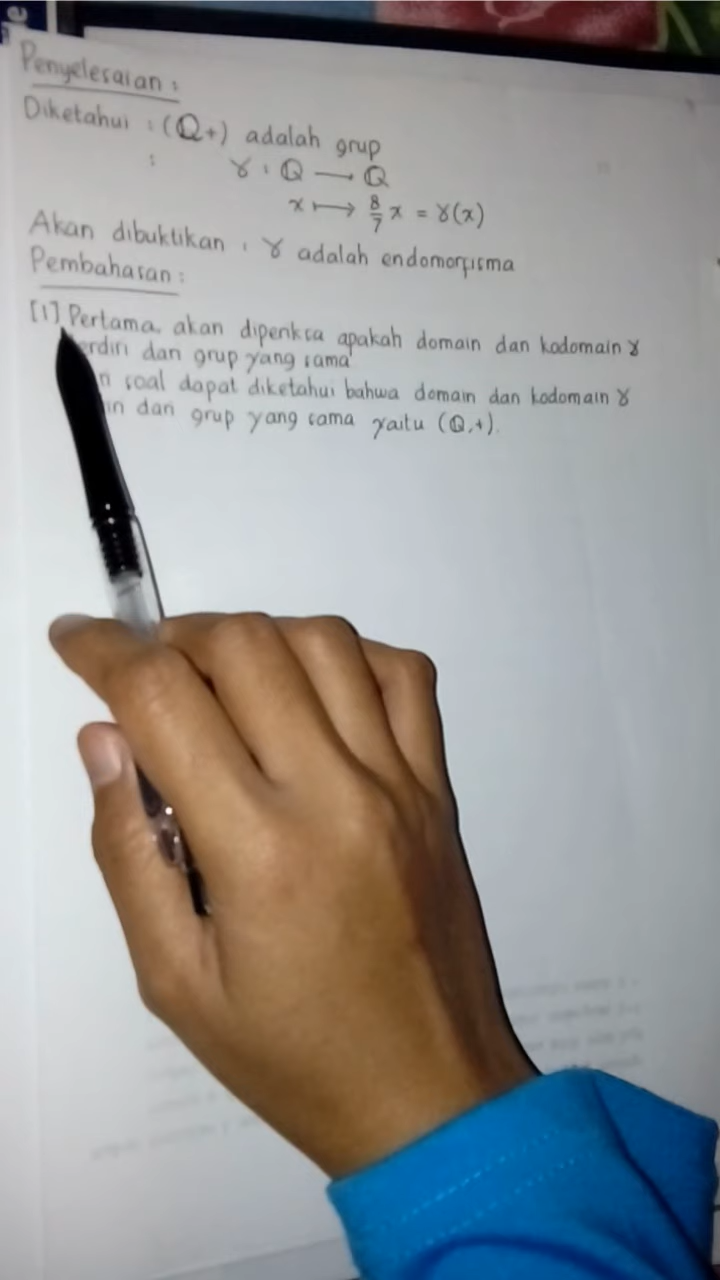 Penyelesaian :
Diketahui : (Q+) adalah grup
: γ : Q → Q
x ↦ 8/7 x = γ(x)
Akan dibuktikan : γ adalah endomorfisma
Pembahasan :
[1] Pertama, akan diperiksa apakah domain dan kodomain γ
dari grup yang sama
soal dapat diketahui bahwa domain dan kodomain γ
dari grup yang sama yaitu (Q,+).